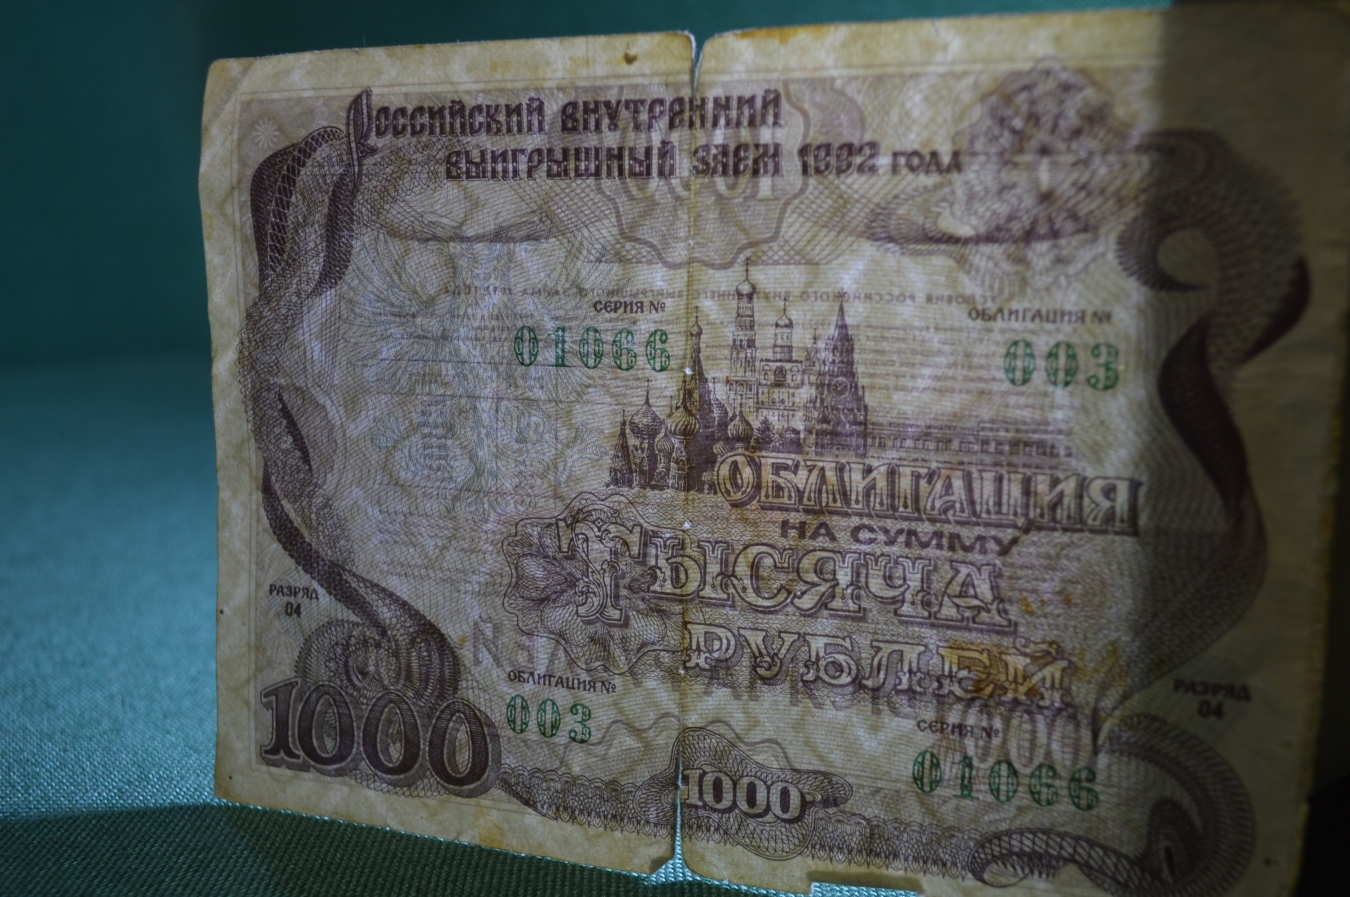 Российский внутренний
выигрышный заем 1992 года
СЕРИЯ №
01066
ОБЛИГАЦИЯ №
003
ОБЛИГАЦИЯ
НА СУММУ
ТЫСЯЧА
РУБЛЕЙ
РАЗРЯД
04
ОБЛИГАЦИЯ №
003
РАЗРЯД
04
СЕРИЯ №
01066
1000
1000